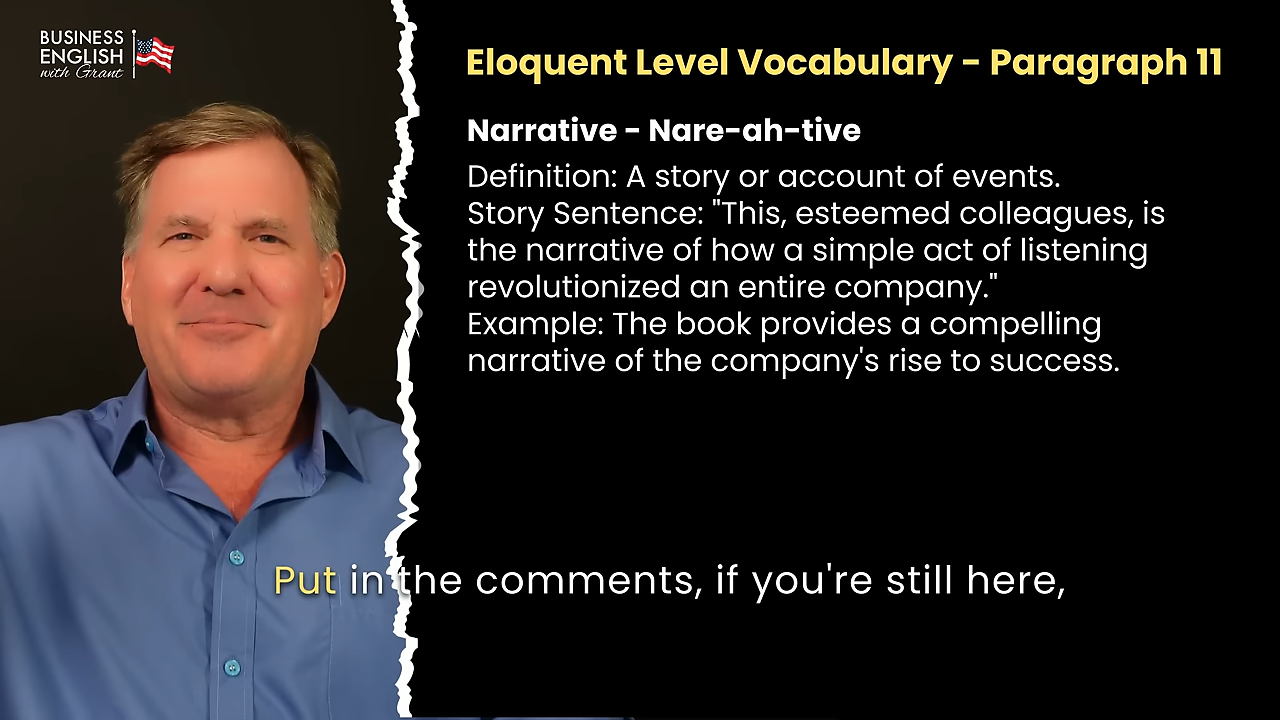 BUSINESS
ENGLISH
with Grant
Eloquent Level Vocabulary - Paragraph 11
Narrative - Nare-ah-tive
Definition: A story or account of events.
Story Sentence: "This, esteemed colleagues, is
the narrative of how a simple act of listening
revolutionized an entire company."
Example: The book provides a compelling
narrative of the company's rise to success.
Put in the comments, if you're still here,